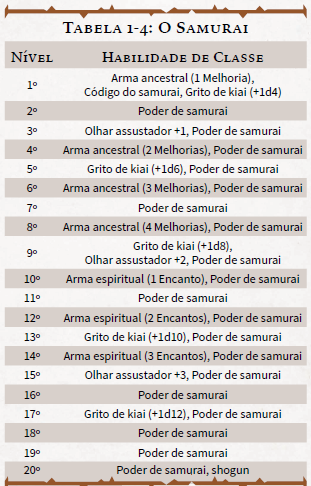 Tabela 1-4: O Samurai
Nível Habilidade de Classe
1º Arma ancestral (1 Melhoria),
Código do samurai, Grito de kiai (+1d4)
2º Poder de samurai
3º Olhar assustador +1, Poder de samurai
4º Arma ancestral (2 Melhorias), Poder de samurai
5º Grito de kiai (+1d6), Poder de samurai
6º Arma ancestral (3 Melhorias), Poder de samurai
7º Poder de samurai
8º Arma ancestral (4 Melhorias), Poder de samurai
9º Grito de kiai (+1d8),
Olhar assustador +2, Poder de samurai
10º Arma espiritual (1 Encanto), Poder de samurai
11º Poder de samurai
12º Arma espiritual (2 Encantos), Poder de samurai
13º Grito de kiai (+1d10), Poder de samurai
14º Arma espiritual (3 Encantos), Poder de samurai
15º Olhar assustador +3, Poder de samurai
16º Poder de samurai
17º Grito de kiai (+1d12), Poder de samurai
18º Poder de samurai
19º Poder de samurai
20º Poder de samurai, shogun